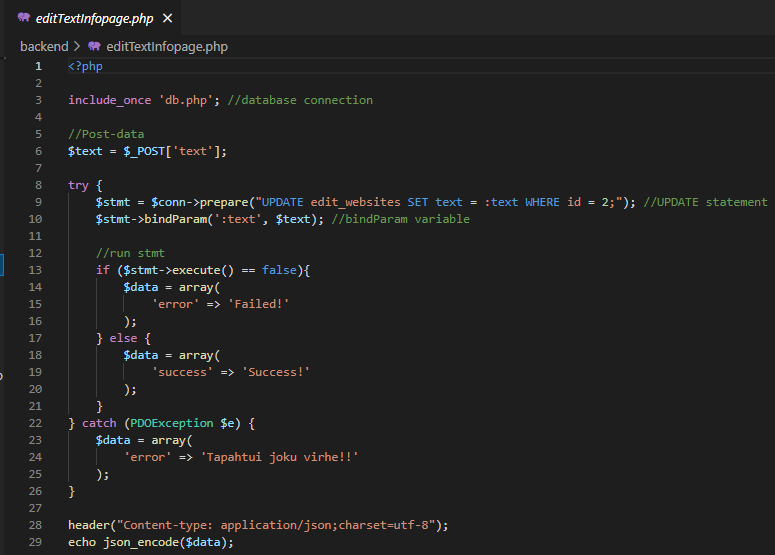 editTextInfopage.php ×
backend > editTextInfopage.php
1 <?php
2
3 include_once 'db.php'; //database connection
4
5 //Post-data
6 $text = $_POST['text'];
7
8 try {
9     $stmt = $conn->prepare("UPDATE edit_websites SET text = :text WHERE id = 2;"); //UPDATE statement
10     $stmt->bindParam(':text', $text); //bindParam variable
11
12     //run stmt
13     if ($stmt->execute() == false){
14         $data = array(
15             'error' => 'Failed!'
16         );
17     } else {
18         $data = array(
19             'success' => 'Success!'
20         );
21     }
22 } catch (PDOException $e) {
23     $data = array(
24         'error' => 'Tapahtui joku virhe!!'
25     );
26 }
27
28 header("Content-type: application/json;charset=utf-8");
29 echo json_encode($data);